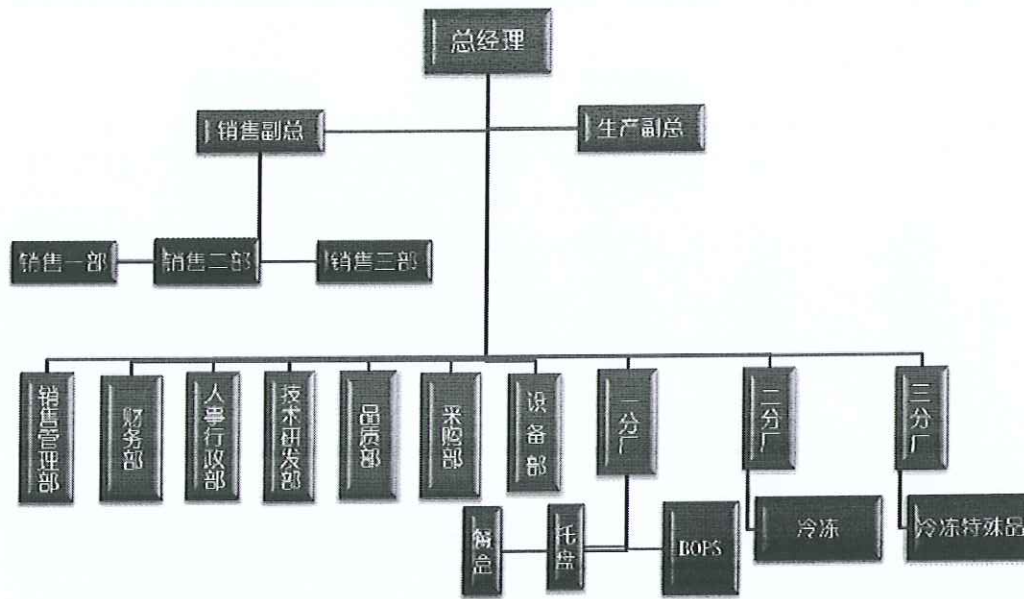 总经理
销售副总
生产副总
销售一部
销售二部
销售三部
销售管理部
财务部
人事行政部
技术研发部
品质部
采购部
设备部
一分厂
二分厂
三分厂
托盘
BOPS
冷冻
冷冻特殊品